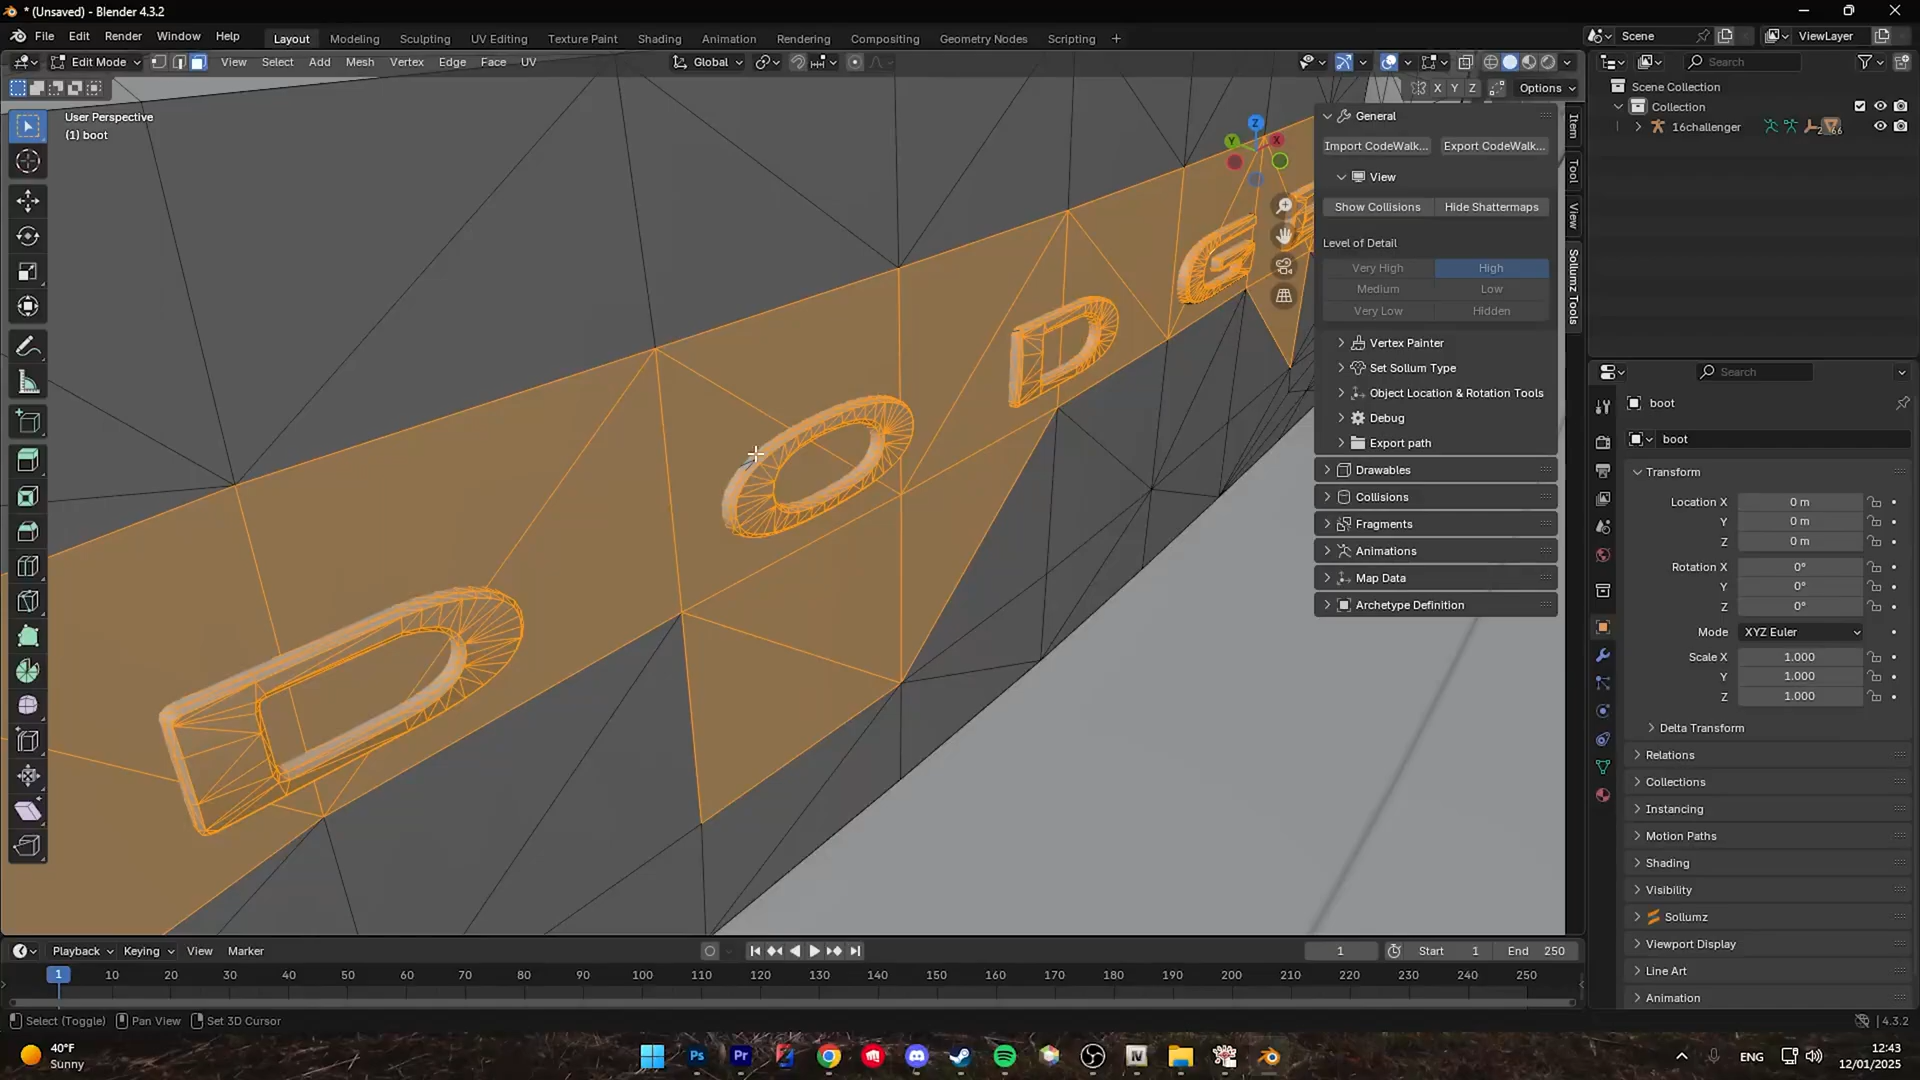 * (Unsaved) - Blender 4.3.2
File Edit Render Window Help
Layout Modeling Sculpting UV Editing Texture Paint Shading Animation Rendering Compositing Geometry Nodes Scripting +
Scene
ViewLayer
Edit Mode
View Select Add Mesh Vertex Edge Face UV
Global
X Y Z
Options
User Perspective
(1) boot
Z
Y
X
DODG
General
Import CodeWalk... Export CodeWalk...
View
Show Collisions Hide Shattermaps
Level of Detail
Very High High
Medium Low
Very Low Hidden
Vertex Painter
Set Sollum Type
Object Location & Rotation Tools
Debug
Export path
Drawables
Collisions
Fragments
Animations
Map Data
Archetype Definition
Item
Tool
View
Sollumz Tools
Search
Scene Collection
Collection
16challenger
Search
boot
boot
Transform
Location X 0 m
Y 0 m
Z 0 m
Rotation X 0°
Y 0°
Z 0°
Mode XYZ Euler
Scale X 1.000
Y 1.000
Z 1.000
Delta Transform
Relations
Collections
Instancing
Motion Paths
Shading
Visibility
Sollumz
Viewport Display
Line Art
Animation
Playback Keying View Marker
1
Start 1 End 250
1 10 20 30 40 50 60 70 80 90 100 110 120 130 140 150 160 170 180 190 200 210 220 230 240 250
Select (Toggle) Pan View Set 3D Cursor
4.3.2
40°F
Sunny
Ps Pr
ENG
12:43
12/01/2025